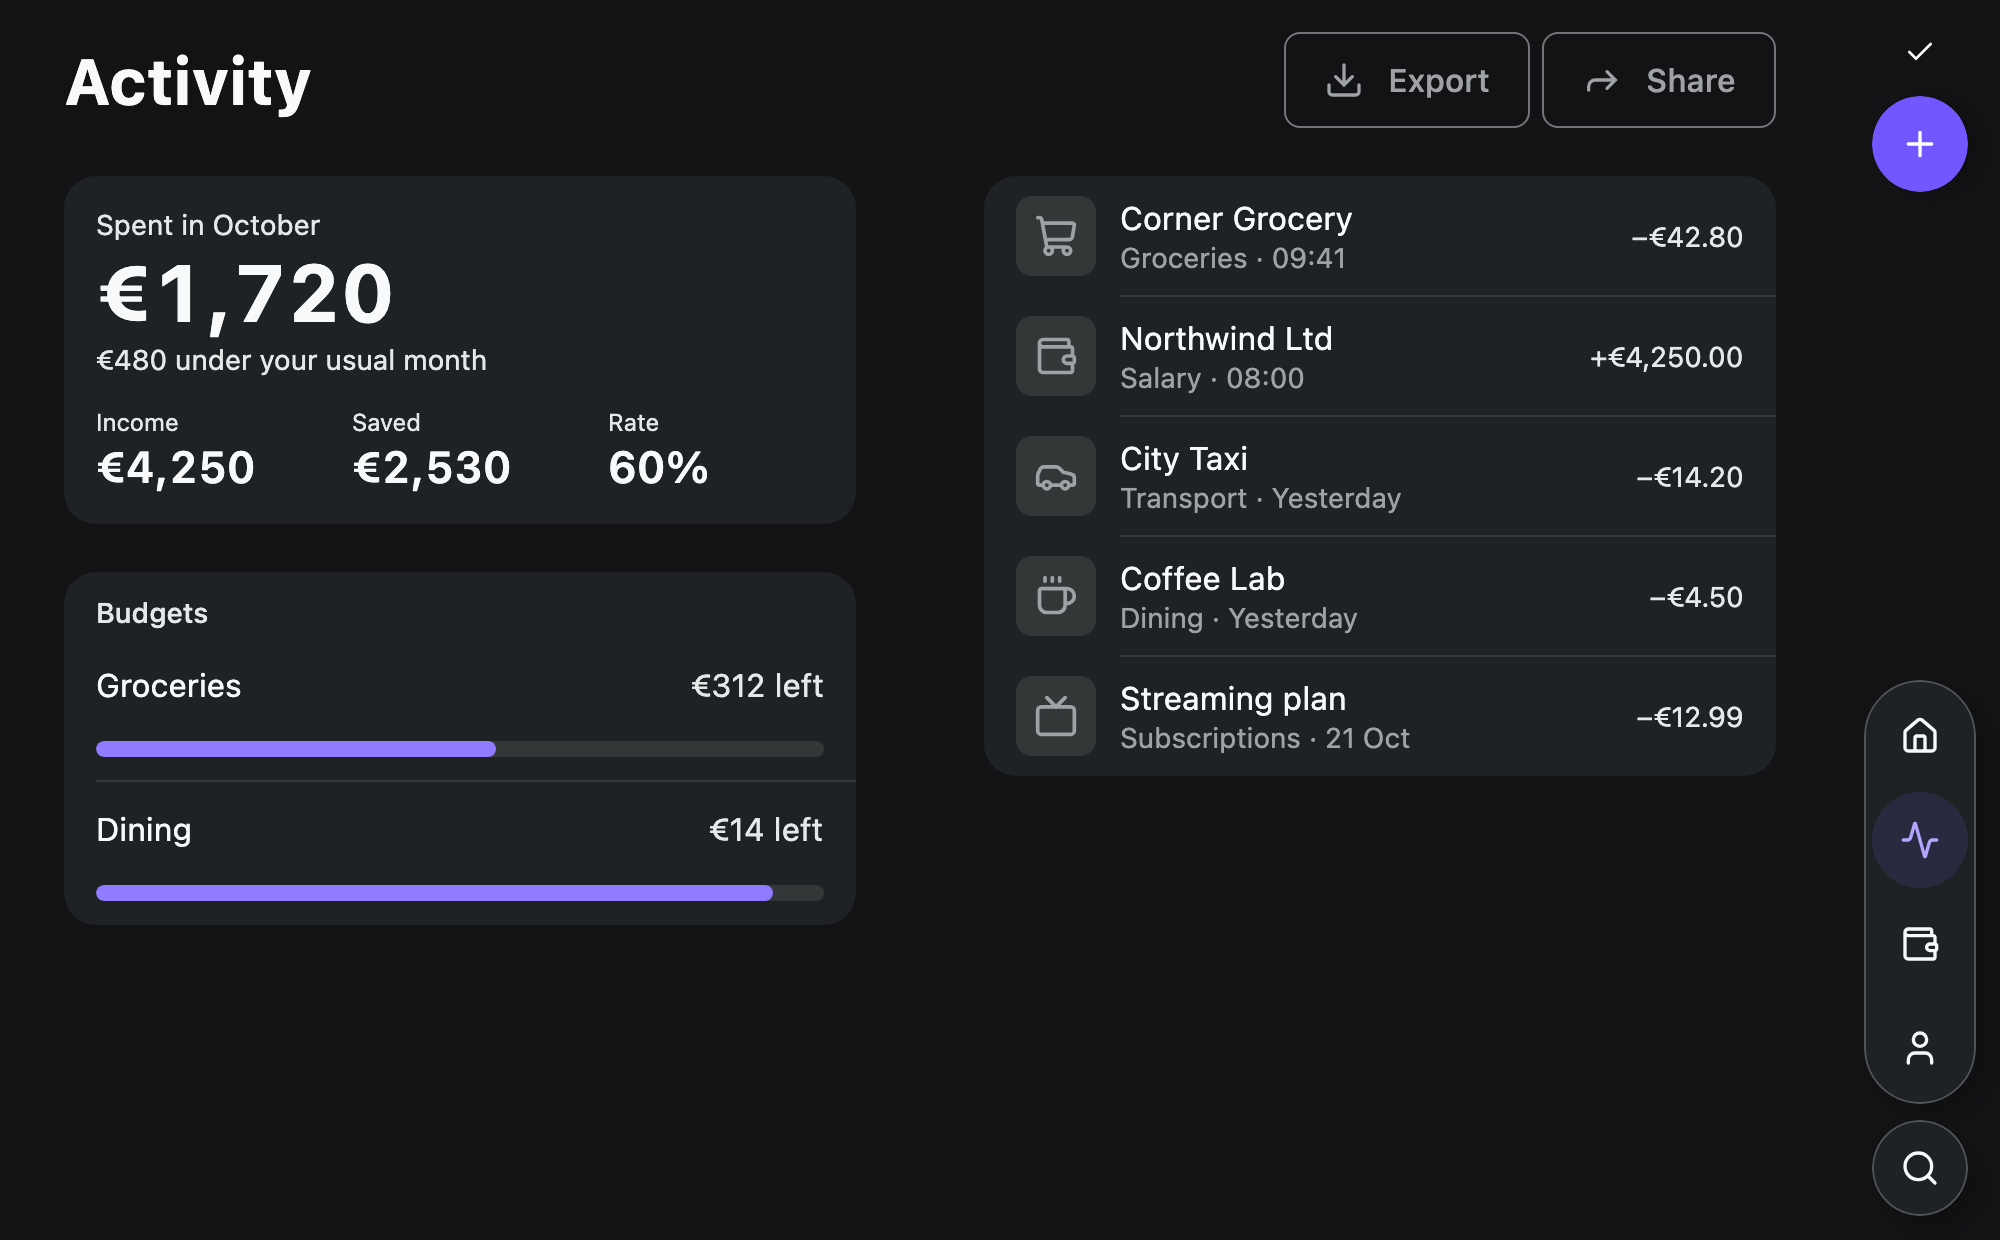 Activity
Export
Share
Spent in October
€1,720
€480 under your usual month
Income
Saved
Rate
€4,250
€2,530
60%
Budgets
Groceries
€312 left
Dining
€14 left
Corner Grocery
Groceries · 09:41
–€42.80
Northwind Ltd
Salary · 08:00
+€4,250.00
City Taxi
Transport · Yesterday
–€14.20
Coffee Lab
Dining · Yesterday
–€4.50
Streaming plan
Subscriptions · 21 Oct
–€12.99